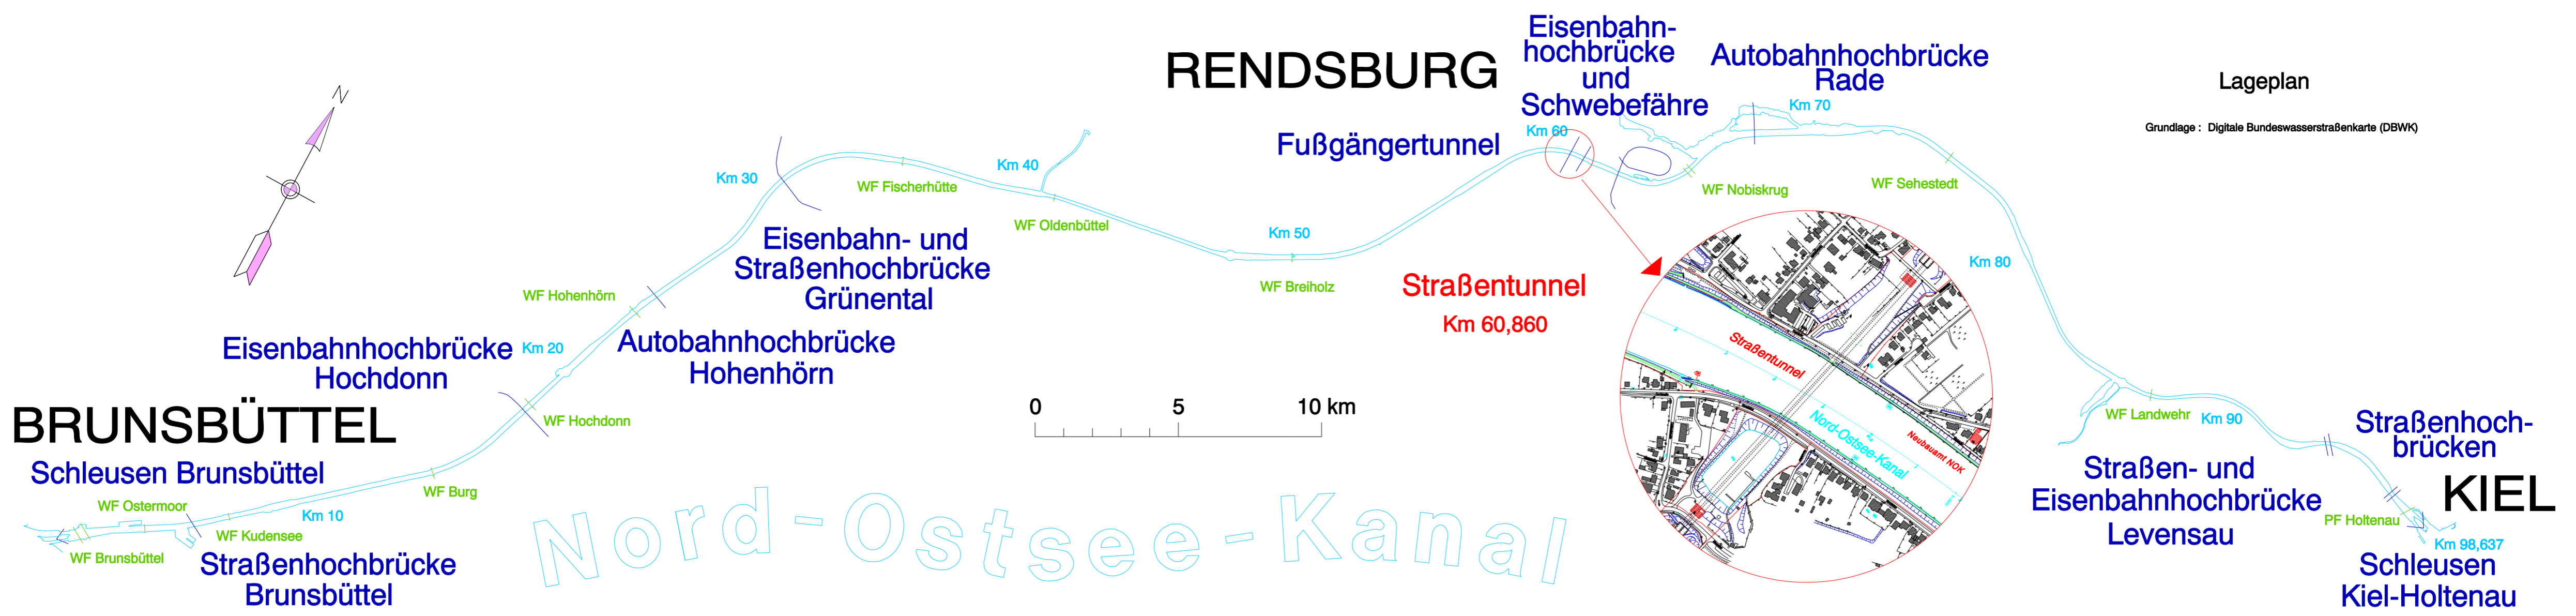 Eisenbahn-
hochbrücke
und
Schwebefähre
RENDSBURG
Autobahnhochbrücke
Rade
Lageplan
Grundlage : Digitale Bundeswasserstraßenkarte (DBWK)
N
Km 70
Km 60
Fußgängertunnel
Km 40
Km 30
WF Fischerhütte
WF Nobiskrug
WF Sehestedt
WF Oldenbüttel
Km 50
Eisenbahn- und
Straßenhochbrücke
Grünental
Km 80
WF Breiholz
Straßentunnel
Km 60,860
WF Hohenhörn
Eisenbahnhochbrücke
Hochdonn
Km 20
Autobahnhochbrücke
Hohenhörn
Straßentunnel
Nord-Ostsee-Kanal
Neubauamt NOK
0 5 10 km
BRUNSBÜTTEL
WF Hochdonn
WF Landwehr
Km 90
Straßenhoch-
brücken
Schleusen Brunsbüttel
Straßen- und
Eisenbahnhochbrücke
Levensau
KIEL
WF Burg
WF Ostermoor
Km 10
WF Kudensee
WF Brunsbüttel
Straßenhochbrücke
Brunsbüttel
Nord-Ostsee-Kanal
PF Holtenau
Km 98,637
Schleusen
Kiel-Holtenau